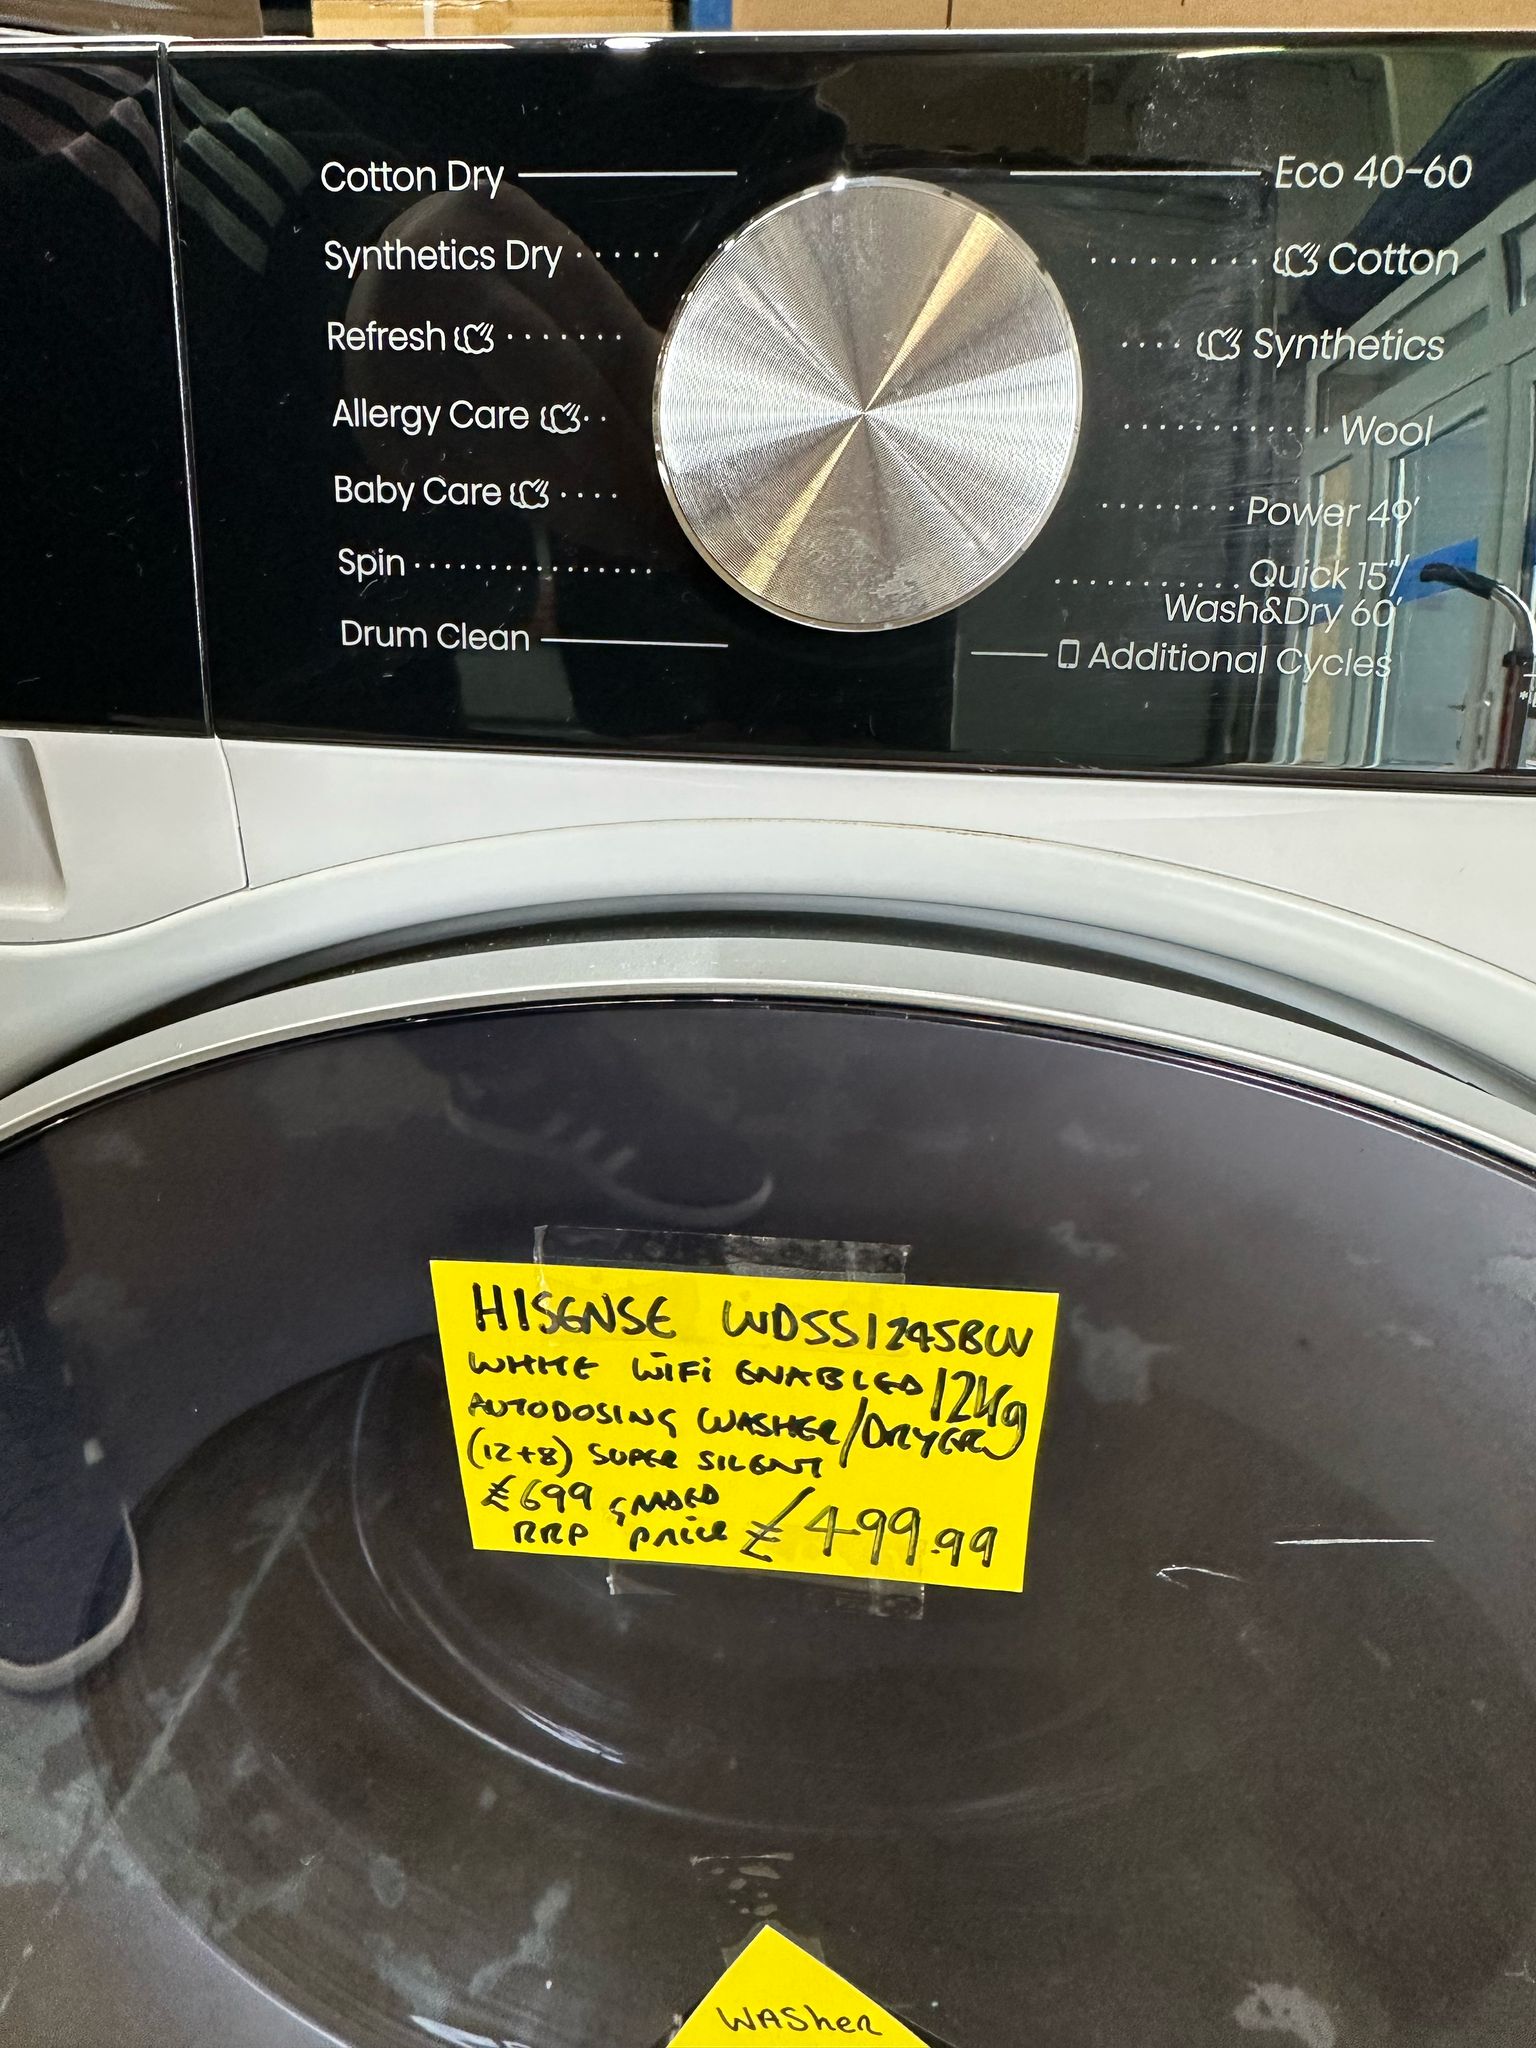 Cotton Dry
Synthetics Dry
Refresh
Allergy Care
Baby Care
Spin
Drum Clean
Eco 40-60
Cotton
Synthetics
Wool
Power 49'
Quick 15'/
Wash&Dry 60'
Additional Cycles
HISENSE WD5S1245BW
WHITE WIFI ENABLED 12Kg
AUTODOSING WASHER/DRYER
(12+8) SUPER SILENT
£699 GRADED
RRP PRICE £499.99
WASHER